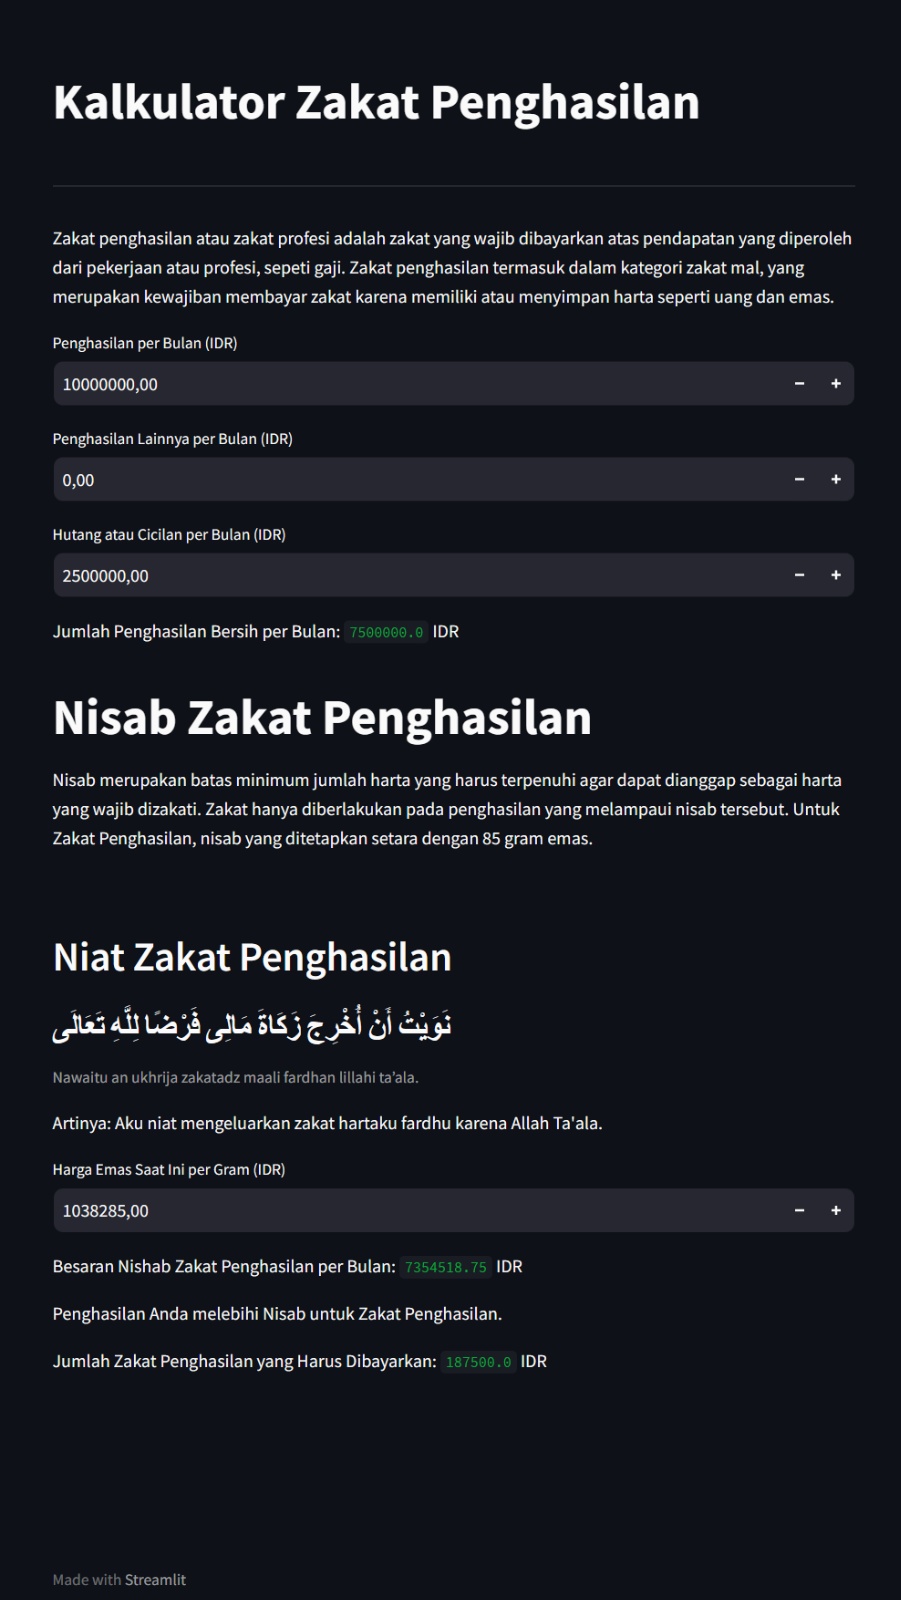 Kalkulator Zakat Penghasilan
Zakat penghasilan atau zakat profesi adalah zakat yang wajib dibayarkan atas pendapatan yang diperoleh
dari pekerjaan atau profesi, sepeti gaji. Zakat penghasilan termasuk dalam kategori zakat mal, yang
merupakan kewajiban membayar zakat karena memiliki atau menyimpan harta seperti uang dan emas.
Penghasilan per Bulan (IDR)
10000000,00 − +
Penghasilan Lainnya per Bulan (IDR)
0,00 − +
Hutang atau Cicilan per Bulan (IDR)
2500000,00 − +
Jumlah Penghasilan Bersih per Bulan: 7500000.0 IDR
Nisab Zakat Penghasilan
Nisab merupakan batas minimum jumlah harta yang harus terpenuhi agar dapat dianggap sebagai harta
yang wajib dizakati. Zakat hanya diberlakukan pada penghasilan yang melampaui nisab tersebut. Untuk
Zakat Penghasilan, nisab yang ditetapkan setara dengan 85 gram emas.
Niat Zakat Penghasilan
نَوَيْتُ أَنْ أُخْرِجَ زَكَاةَ مَالِى فَرْضًا لِلَّهِ تَعَالَى
Nawaitu an ukhrija zakatadz maali fardhan lillahi ta’ala.
Artinya: Aku niat mengeluarkan zakat hartaku fardhu karena Allah Ta'ala.
Harga Emas Saat Ini per Gram (IDR)
1038285,00 − +
Besaran Nishab Zakat Penghasilan per Bulan: 7354518.75 IDR
Penghasilan Anda melebihi Nisab untuk Zakat Penghasilan.
Jumlah Zakat Penghasilan yang Harus Dibayarkan: 187500.0 IDR
Made with Streamlit